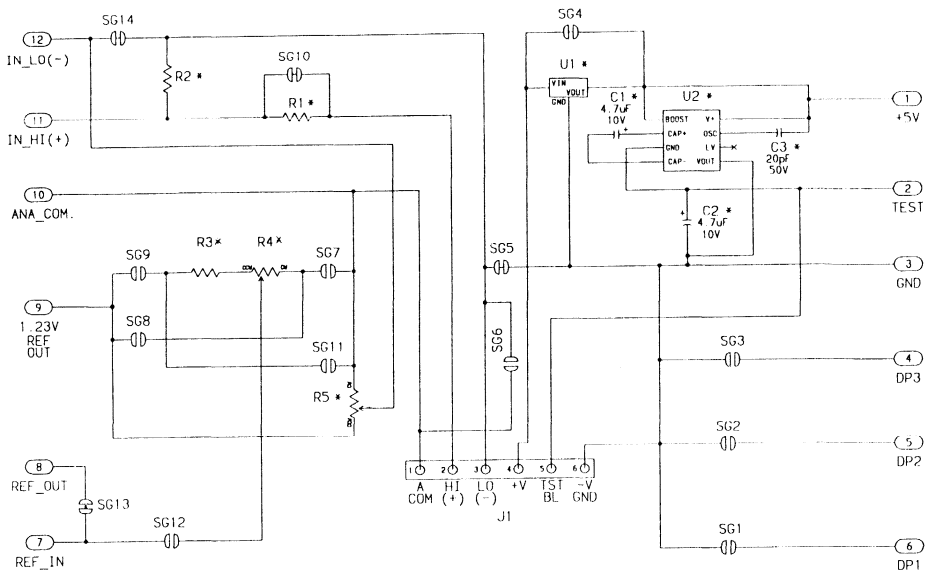 SG14
SG4
12
IN_LO(-)
SG10
R2 *
R1 *
11
IN_HI(+)
U1 *
VIN
VOUT
GND
C1 *
4.7uF
10V
U2 *
BOOST V+
CAP+ OSC
GND LV
CAP- VOUT
C3 *
20pF
50V
1
+5V
10
ANA_COM.
2
TEST
C2 *
4.7uF
10V
R3*
R4*
SG9
SG7
CCW
CW
SG5
3
GND
9
1.23V
REF
OUT
SG8
SG11
SG6
SG3
4
DP3
R5 *
SG2
5
DP2
8
REF_OUT
SG13
SG12
7
REF_IN
1 2 3 4 5 6
A
COM
HI
(+)
LO
(-)
+V
TST
BL
-V
GND
J1
SG1
6
DP1